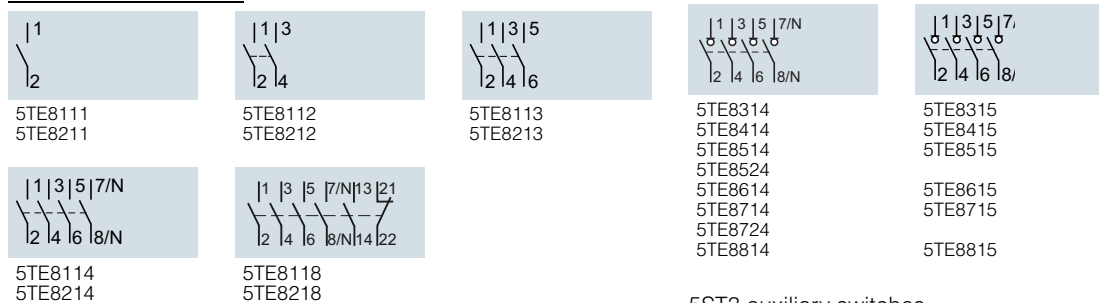 1
2
5TE8111
5TE8211
1 3
2 4
5TE8112
5TE8212
1 3 5
2 4 6
5TE8113
5TE8213
1 3 5 7/N
2 4 6 8/N
5TE8114
5TE8214
1 3 5 7/N 13 21
2 4 6 8/N 14 22
5TE8118
5TE8218
1 3 5 7/N
2 4 6 8/N
5TE8314
5TE8414
5TE8514
5TE8524
5TE8614
5TE8714
5TE8724
5TE8814
1 3 5 7/
2 4 6 8/
5TE8315
5TE8415
5TE8515
5TE8615
5TE8715
5TE8815
5ST3 auxiliary switches